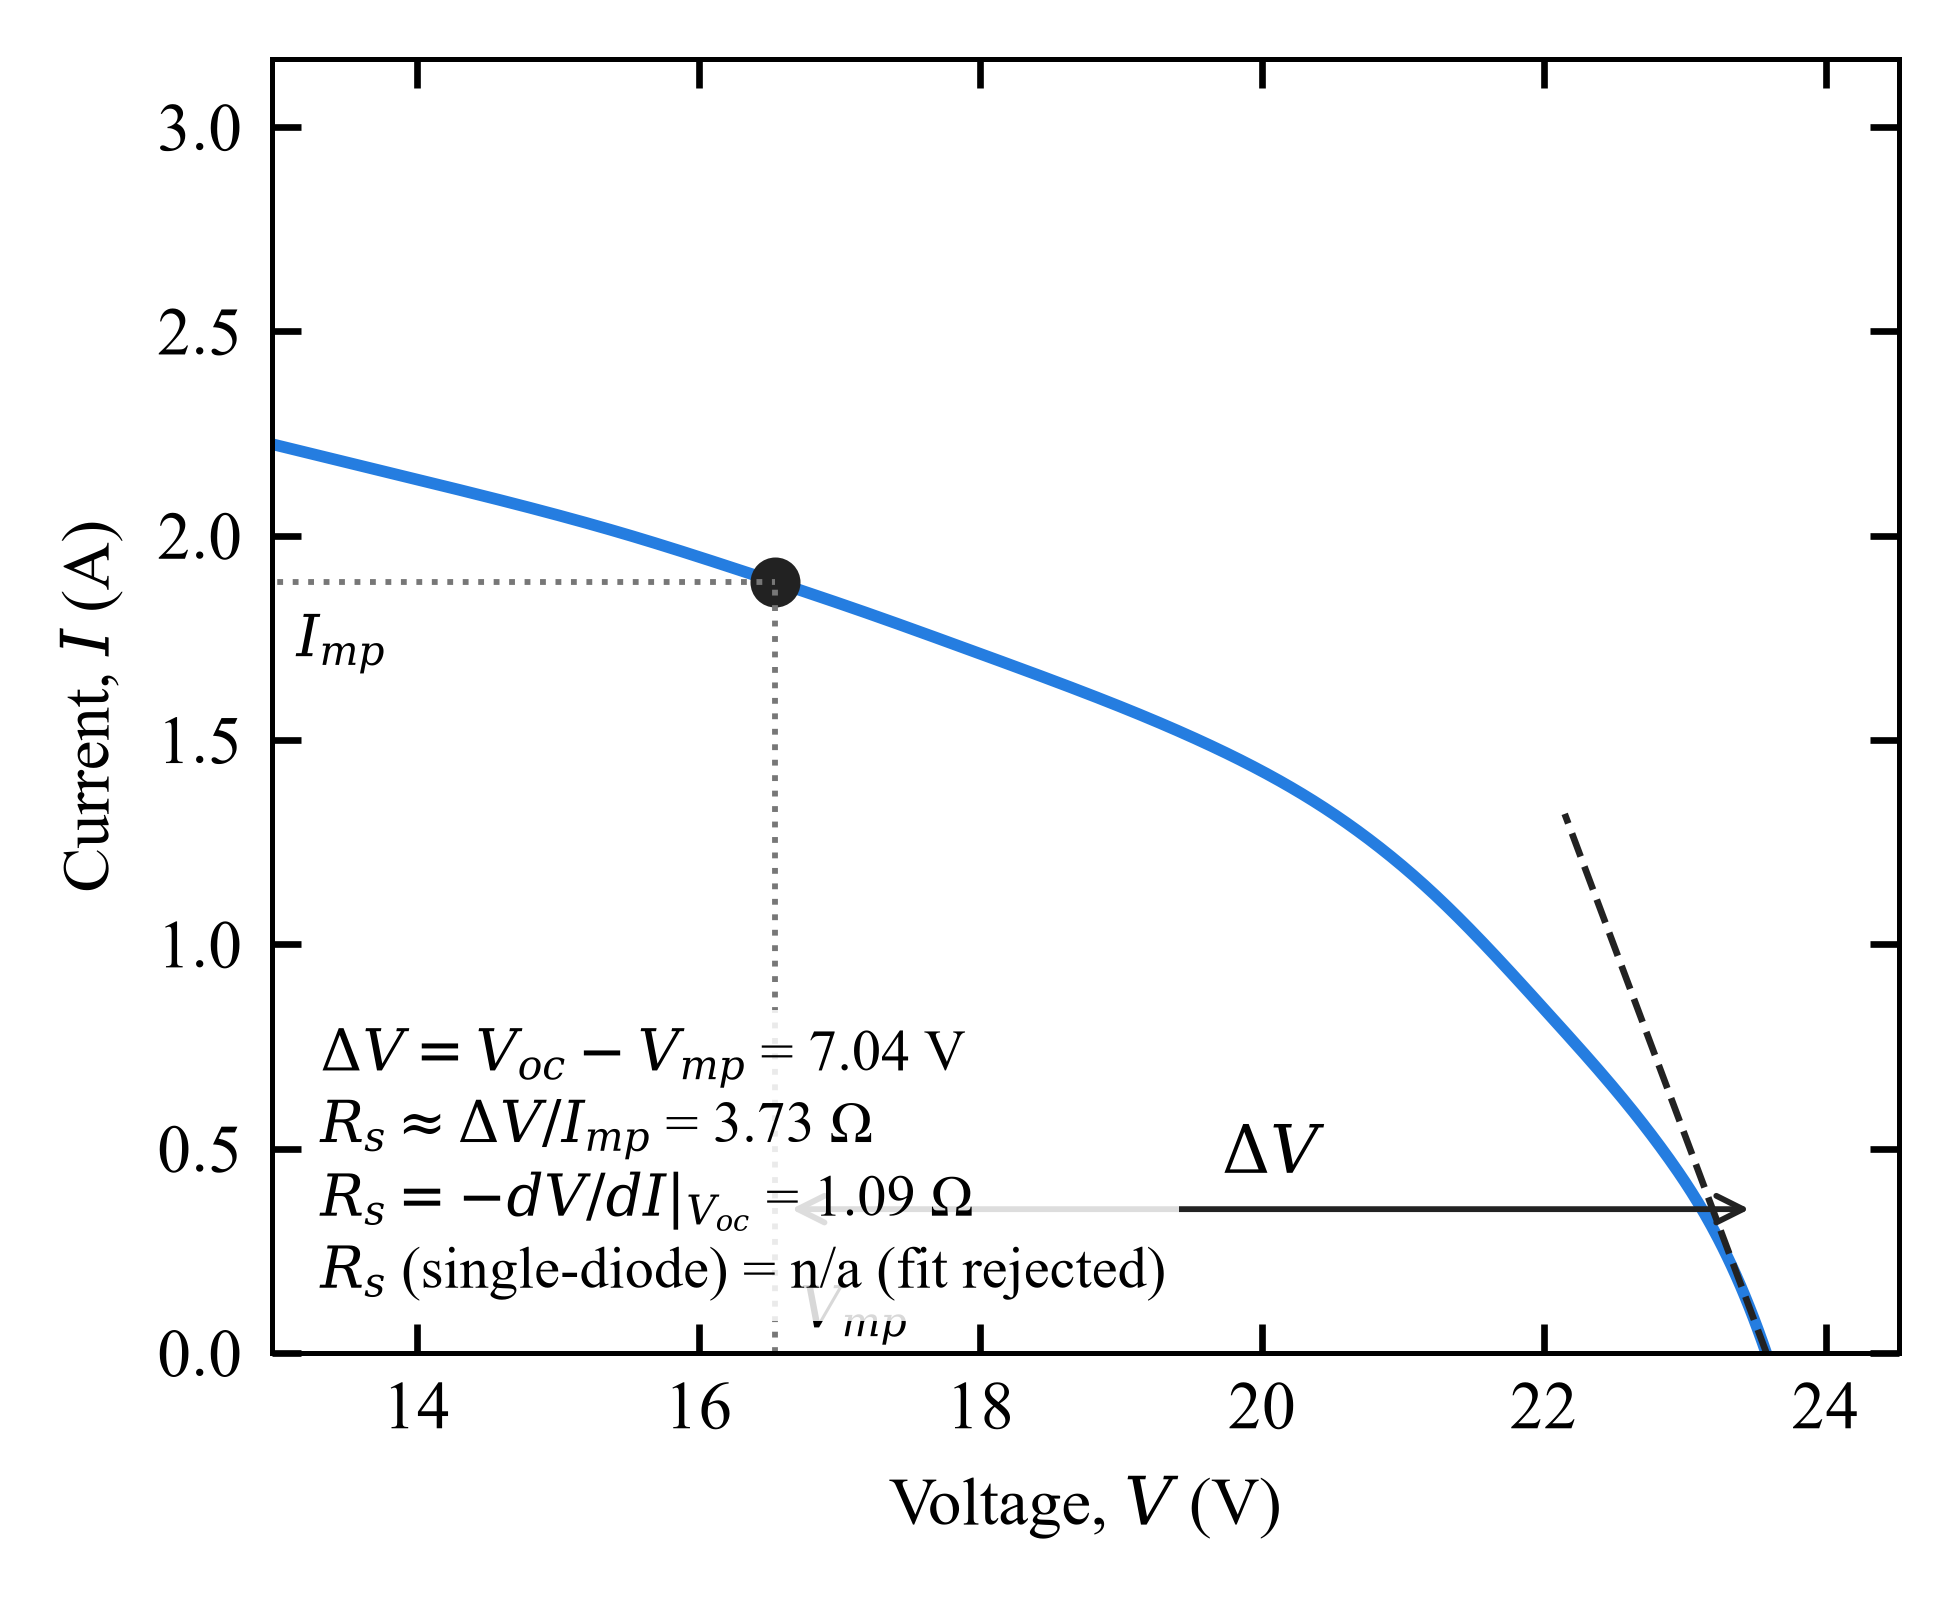 3.0
2.5
2.0
1.5
1.0
0.5
0.0
Current, I (A)
I_mp
ΔV = V_oc − V_mp = 7.04 V
R_s ≈ ΔV/I_mp = 3.73 Ω
R_s = −dV/dI|_V_oc = 1.09 Ω
R_s (single-diode) = n/a (fit rejected)
ΔV
V_mp
14 16 18 20 22 24
Voltage, V (V)